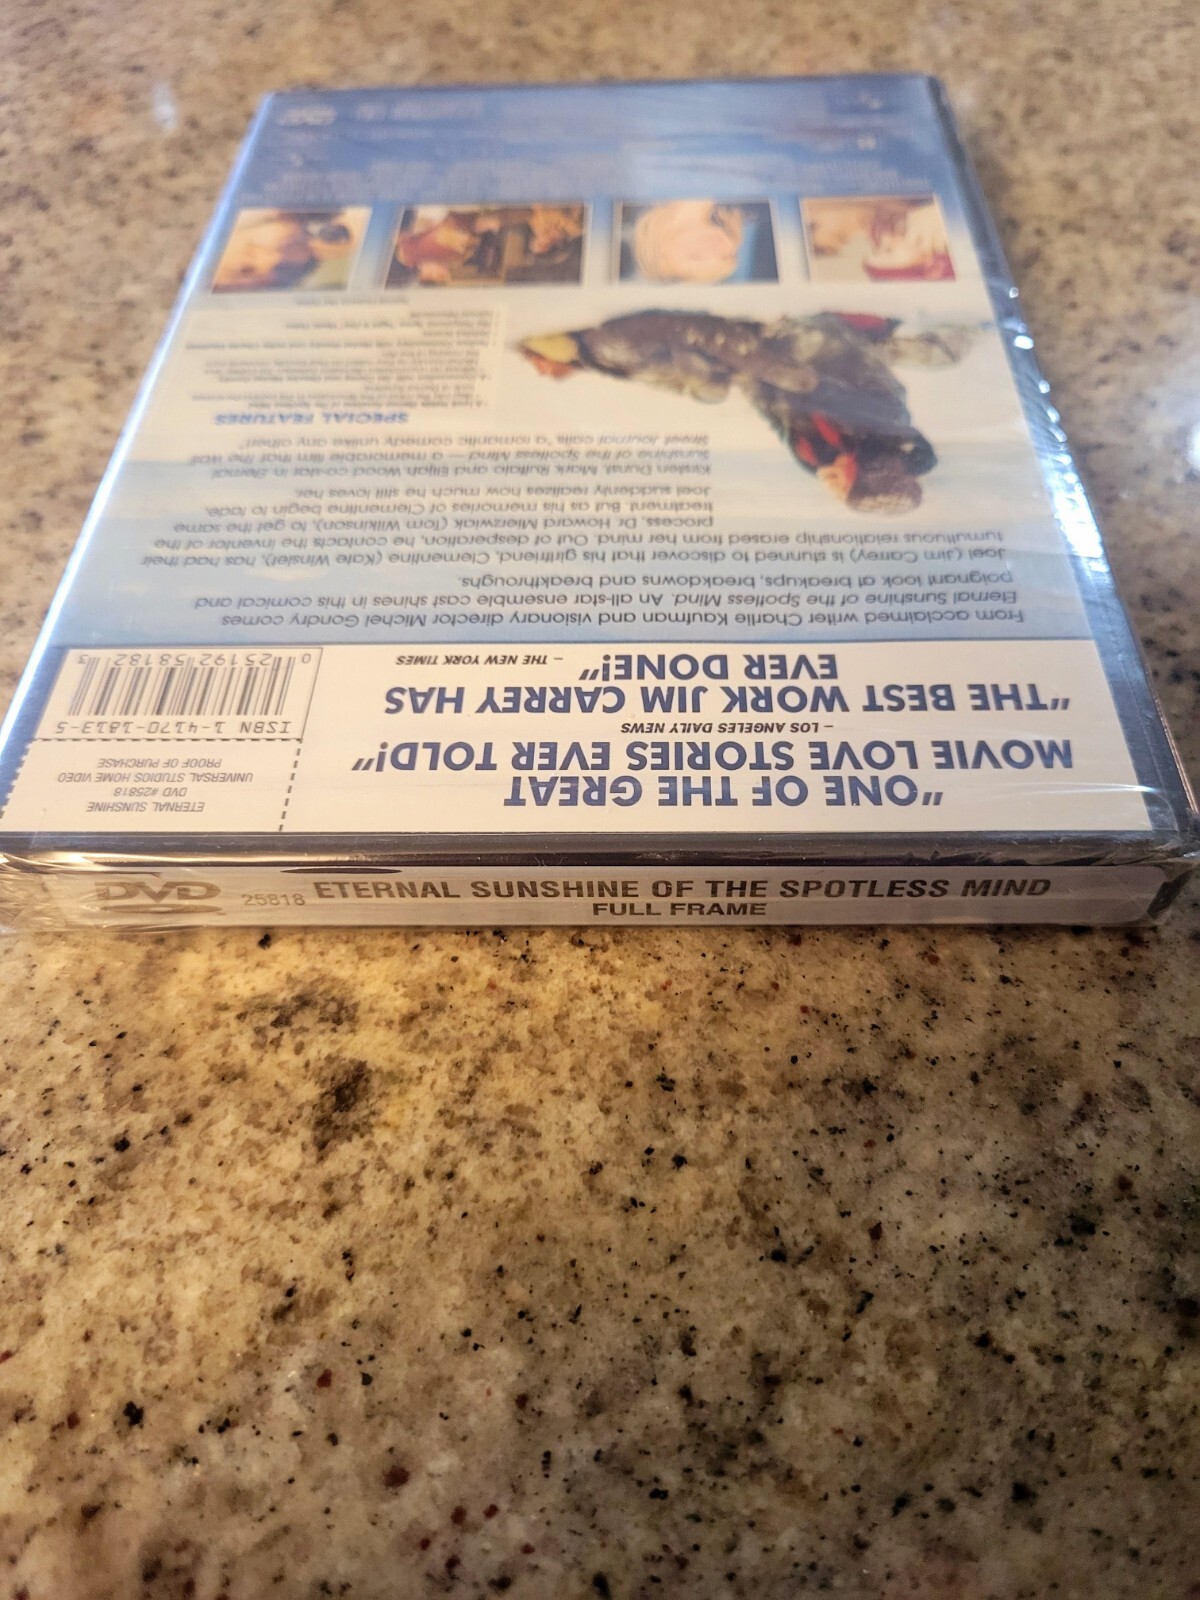 DVD 25818 ETERNAL SUNSHINE OF THE SPOTLESS MIND
FULL FRAME
"ONE OF THE GREAT
MOVIE LOVE STORIES EVER TOLD!"
– LOS ANGELES DAILY NEWS
"THE BEST WORK JIM CARREY HAS
EVER DONE!"
– THE NEW YORK TIMES
ETERNAL SUNSHINE
DVD #25818
UNIVERSAL STUDIOS HOME VIDEO
PROOF OF PURCHASE
ISBN 1-4170-1813-5
0 25192 58182 3
From acclaimed writer Charlie Kaufman and visionary director Michel Gondry comes
Eternal Sunshine of the Spotless Mind. An all-star ensemble cast shines in this comical and
poignant look at breakups, breakdowns and breakthroughs.
Joel (Jim Carrey) is stunned to discover that his girlfriend, Clementine (Kate Winslet), has had their
tumultuous relationship erased from her mind. Out of desperation, he contacts the inventor of the
process, Dr. Howard Mierzwiak (Tom Wilkinson), to get the same
treatment. But as his memories of Clementine begin to fade,
Joel suddenly realizes how much he still loves her.
Kirsten Dunst, Mark Ruffalo and Elijah Wood co-star in Eternal
Sunshine of the Spotless Mind — a memorable film that The Wall
Street Journal calls "a romantic comedy unlike any other!"
SPECIAL FEATURES